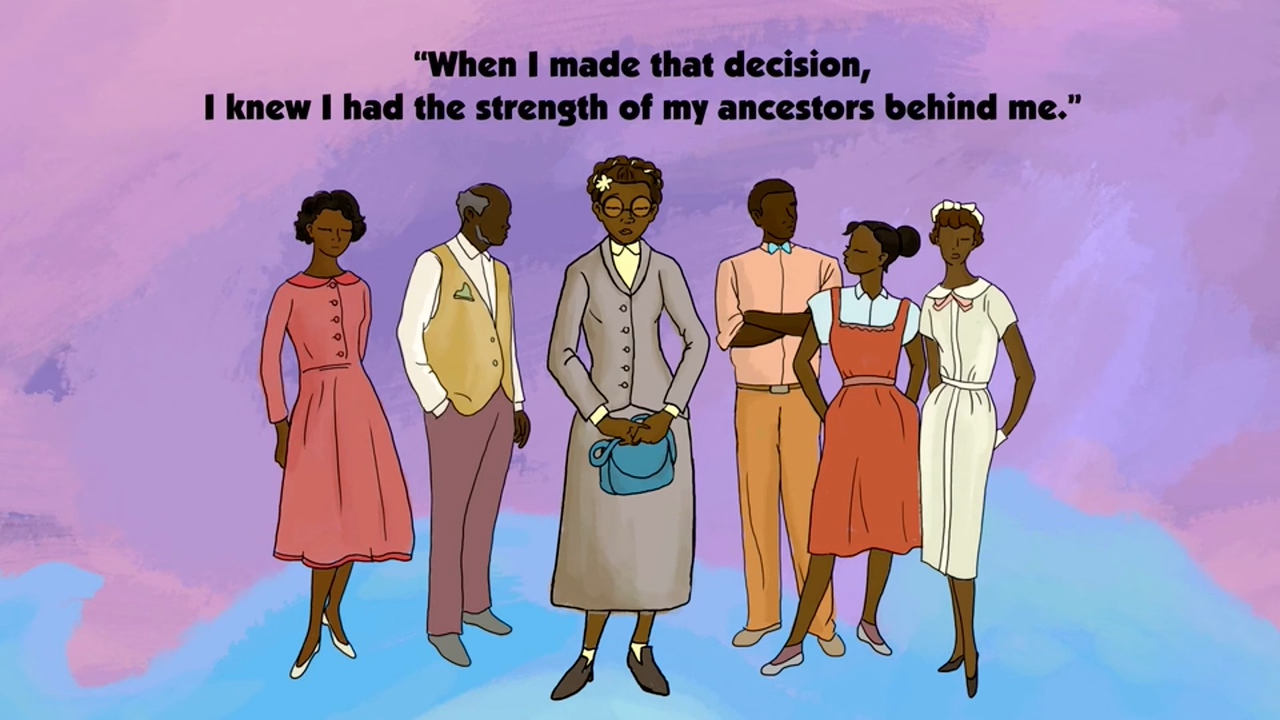 “When I made that decision,
I knew I had the strength of my ancestors behind me.”